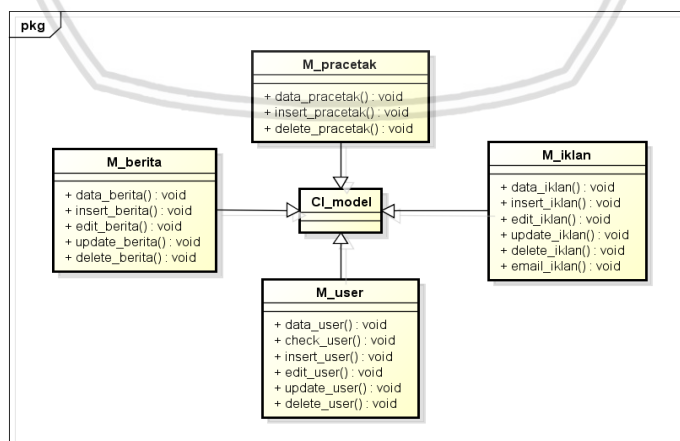 pkg
M_pracetak
+ data_pracetak() : void
+ insert_pracetak() : void
+ delete_pracetak() : void
M_berita
+ data_berita() : void
+ insert_berita() : void
+ edit_berita() : void
+ update_berita() : void
+ delete_berita() : void
CI_model
M_iklan
+ data_iklan() : void
+ insert_iklan() : void
+ edit_iklan() : void
+ update_iklan() : void
+ delete_iklan() : void
+ email_iklan() : void
M_user
+ data_user() : void
+ check_user() : void
+ insert_user() : void
+ edit_user() : void
+ update_user() : void
+ delete_user() : void